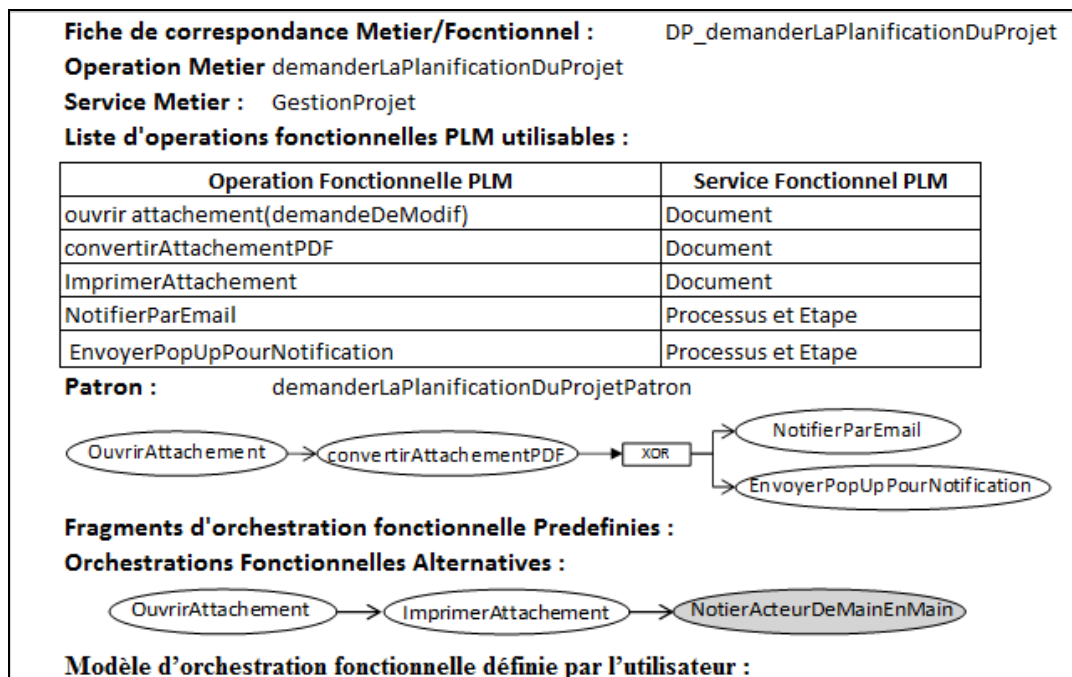 Fiche de correspondance Metier/Focntionnel : DP_demanderLaPlanificationDuProjet
Operation Metier demanderLaPlanificationDuProjet
Service Metier : GestionProjet
Liste d'operations fonctionnelles PLM utilisables :
Operation Fonctionnelle PLM Service Fonctionnel PLM
ouvrir attachement(demandeDeModif) Document
convertirAttachementPDF Document
ImprimerAttachement Document
NotifierParEmail Processus et Etape
EnvoyerPopUpPourNotification Processus et Etape
Patron : demanderLaPlanificationDuProjetPatron
NotifierParEmail
OuvrirAttachement convertirAttachementPDF XOR
EnvoyerPopUpPourNotification
Fragments d'orchestration fonctionnelle Predefinies :
Orchestrations Fonctionnelles Alternatives :
OuvrirAttachement ImprimerAttachement NotierActeurDeMainEnMain
Modèle d'orchestration fonctionnelle définie par l'utilisateur :